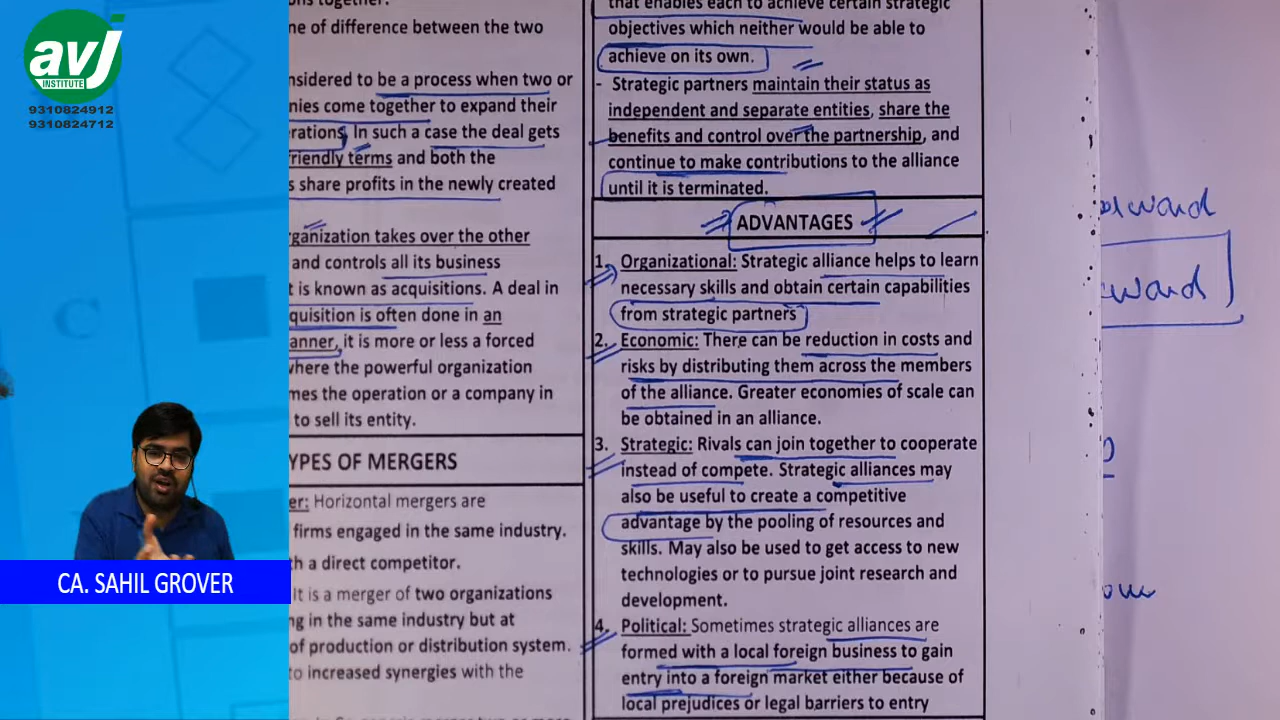 avj
INSTITUTE
9310824912
9310824712
CA. SAHIL GROVER
ne of difference between the two
nsidered to be a process when two or
nies come together to expand their
rations. In such a case the deal gets
riendly terms and both the
s share profits in the newly created
rganization takes over the other
and controls all its business
t is known as acquisitions. A deal in
quisition is often done in an
anner, it is more or less a forced
where the powerful organization
mes the operation or a company in
to sell its entity.
YPES OF MERGERS
er: Horizontal mergers are
firms engaged in the same industry.
h a direct competitor.
It is a merger of two organizations
ng in the same industry but at
of production or distribution system.
to increased synergies with the
that enables each to achieve certain strategic
objectives which neither would be able to
achieve on its own.
- Strategic partners maintain their status as
independent and separate entities, share the
benefits and control over the partnership, and
continue to make contributions to the alliance
until it is terminated.
ADVANTAGES
1. Organizational: Strategic alliance helps to learn
necessary skills and obtain certain capabilities
from strategic partners
2. Economic: There can be reduction in costs and
risks by distributing them across the members
of the alliance. Greater economies of scale can
be obtained in an alliance.
3. Strategic: Rivals can join together to cooperate
instead of compete. Strategic alliances may
also be useful to create a competitive
advantage by the pooling of resources and
skills. May also be used to get access to new
technologies or to pursue joint research and
development.
4. Political: Sometimes strategic alliances are
formed with a local foreign business to gain
entry into a foreign market either because of
local prejudices or legal barriers to entry
ward